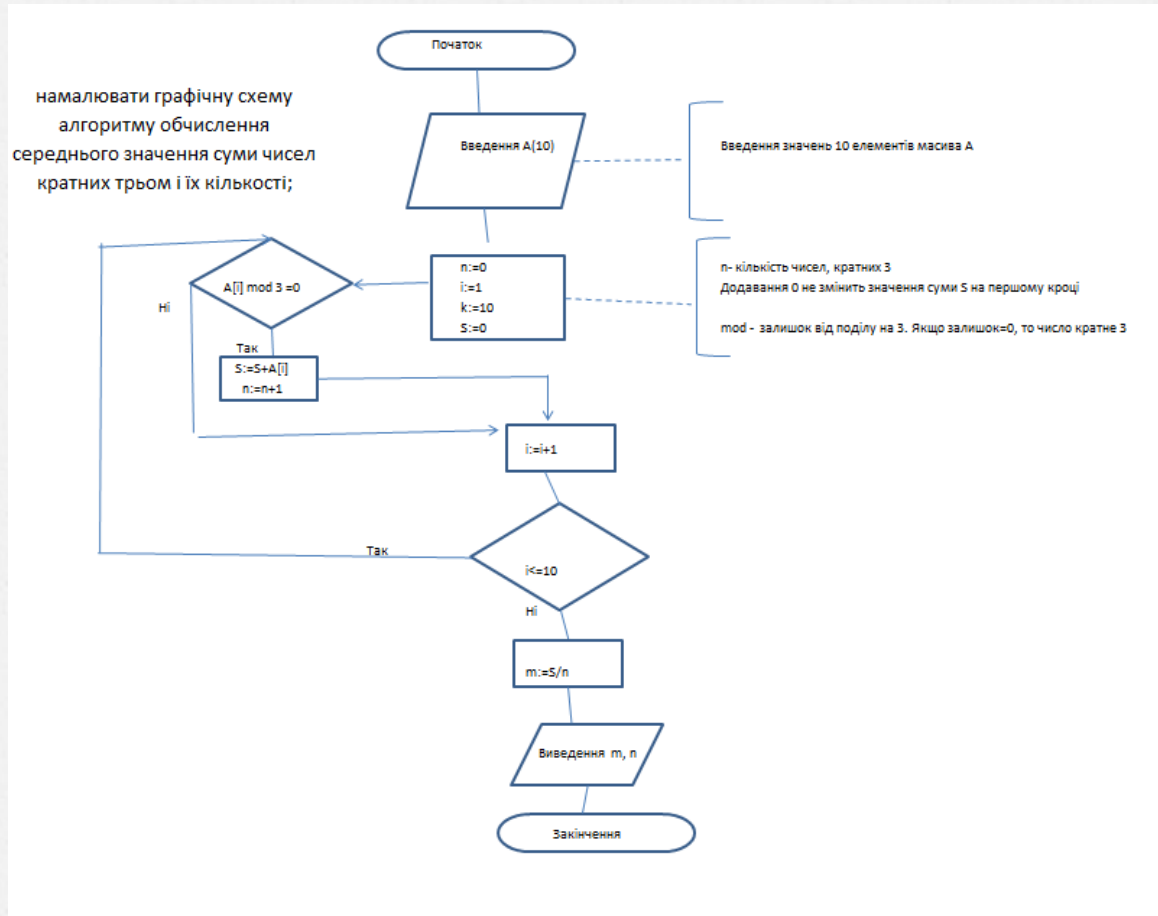 Початок
намалювати графічну схему
алгоритму обчислення
середнього значення суми чисел
кратних трьом і їх кількості;
Введення А(10)
Введення значень 10 елементів масива А
n:=0
i:=1
k:=10
S:=0
n- кількість чисел, кратних 3
Додавання 0 не змінить значення суми S на першому кроці
mod - залишок від поділу на 3. Якщо залишок=0, то число кратне 3
A[i] mod 3 =0
Ні
Так
S:=S+A[i]
n:=n+1
i:=i+1
Так
i<=10
Ні
m:=S/n
Виведення m, n
Закінчення